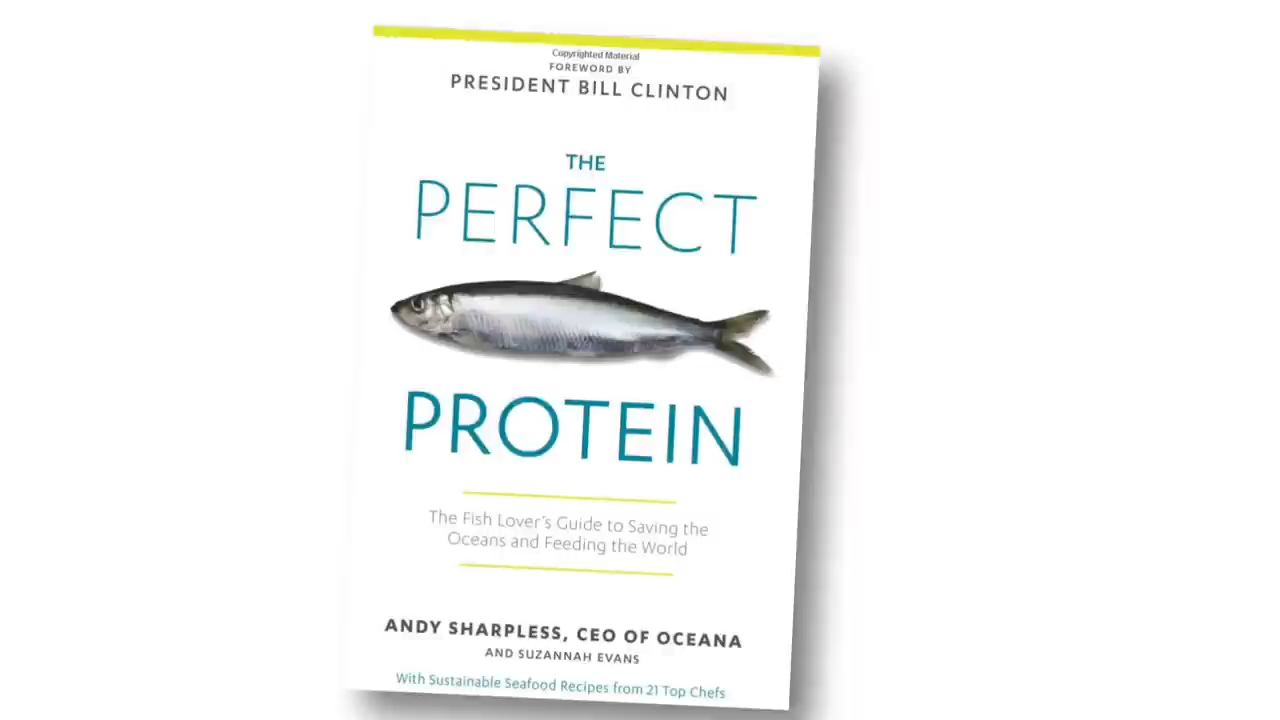 Copyrighted Material
FOREWORD BY
PRESIDENT BILL CLINTON
THE
PERFECT
PROTEIN
The Fish Lover's Guide to Saving the
Oceans and Feeding the World
ANDY SHARPLESS, CEO OF OCEANA
AND SUZANNAH EVANS
With Sustainable Seafood Recipes from 21 Top Chefs